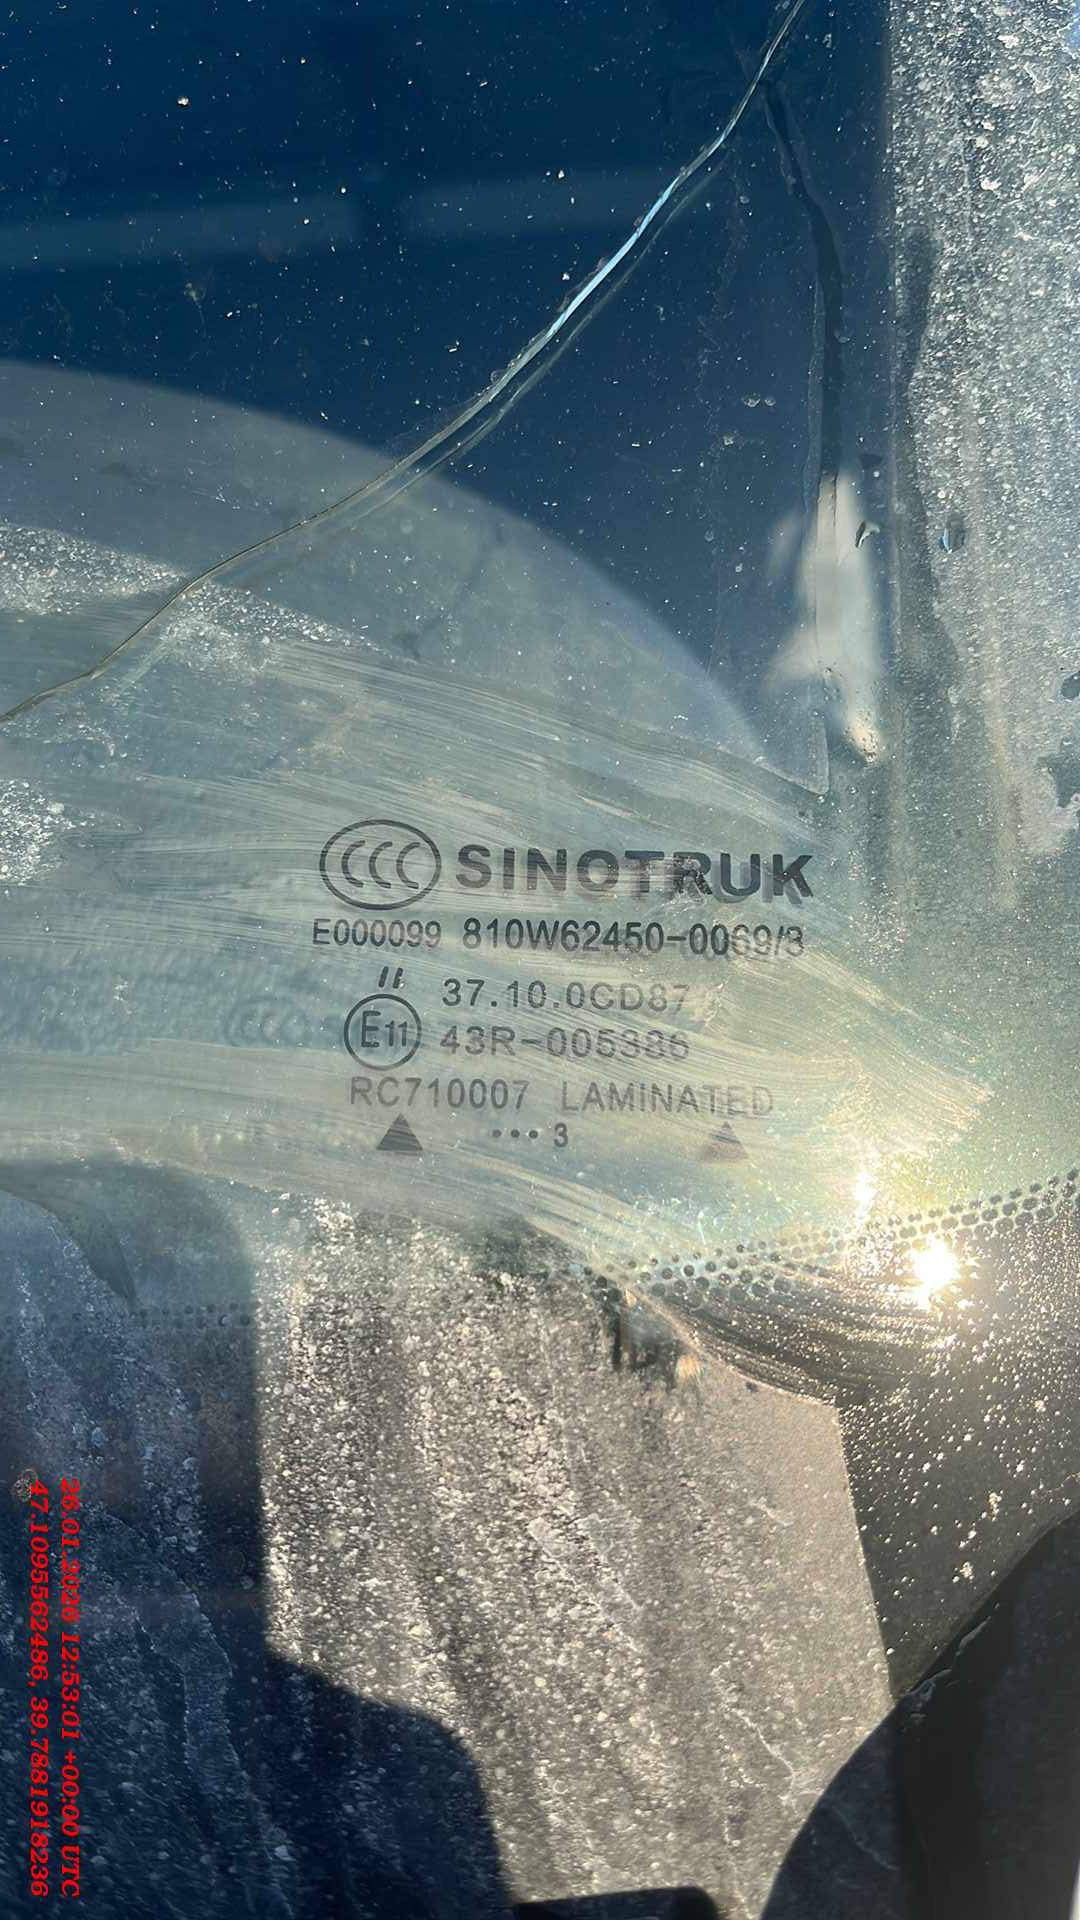 CCC SINOTRUK
E000099 810W62450-0069/3
II 37.10.0CD87
E11 43R-005386
RC710007 LAMINATED
▲ ••• 3 ▲
26.01.2026 12:53:01 +00:00 UTC
47.1095562486, 39.7881918236